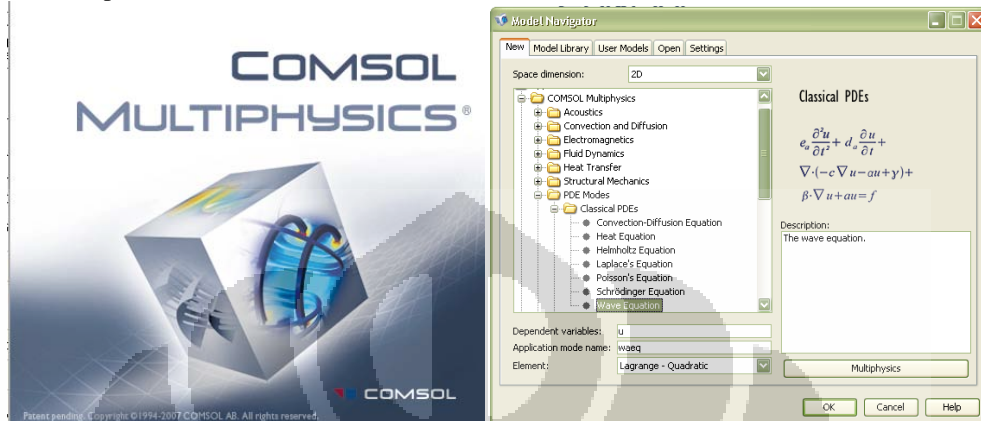 COMSOL
MULTIPHYSICS®
COMSOL
Patent pending. Copyright ©1994-2007 COMSOL AB. All rights reserved.
Model Navigator
New Model Library User Models Open Settings
Space dimension: 2D
COMSOL Multiphysics
Acoustics
Convection and Diffusion
Electromagnetics
Fluid Dynamics
Heat Transfer
Structural Mechanics
PDE Modes
Classical PDEs
Convection-Diffusion Equation
Heat Equation
Helmholtz Equation
Laplace's Equation
Poisson's Equation
Schrödinger Equation
Wave Equation
Dependent variables: u
Application mode name: waeq
Element: Lagrange - Quadratic
Classical PDEs
eₐ ∂²u/∂t² + dₐ ∂u/∂t +
∇·(-c∇u-αu+γ)+
β·∇u+au=f
Description:
The wave equation.
Multiphysics
OK Cancel Help